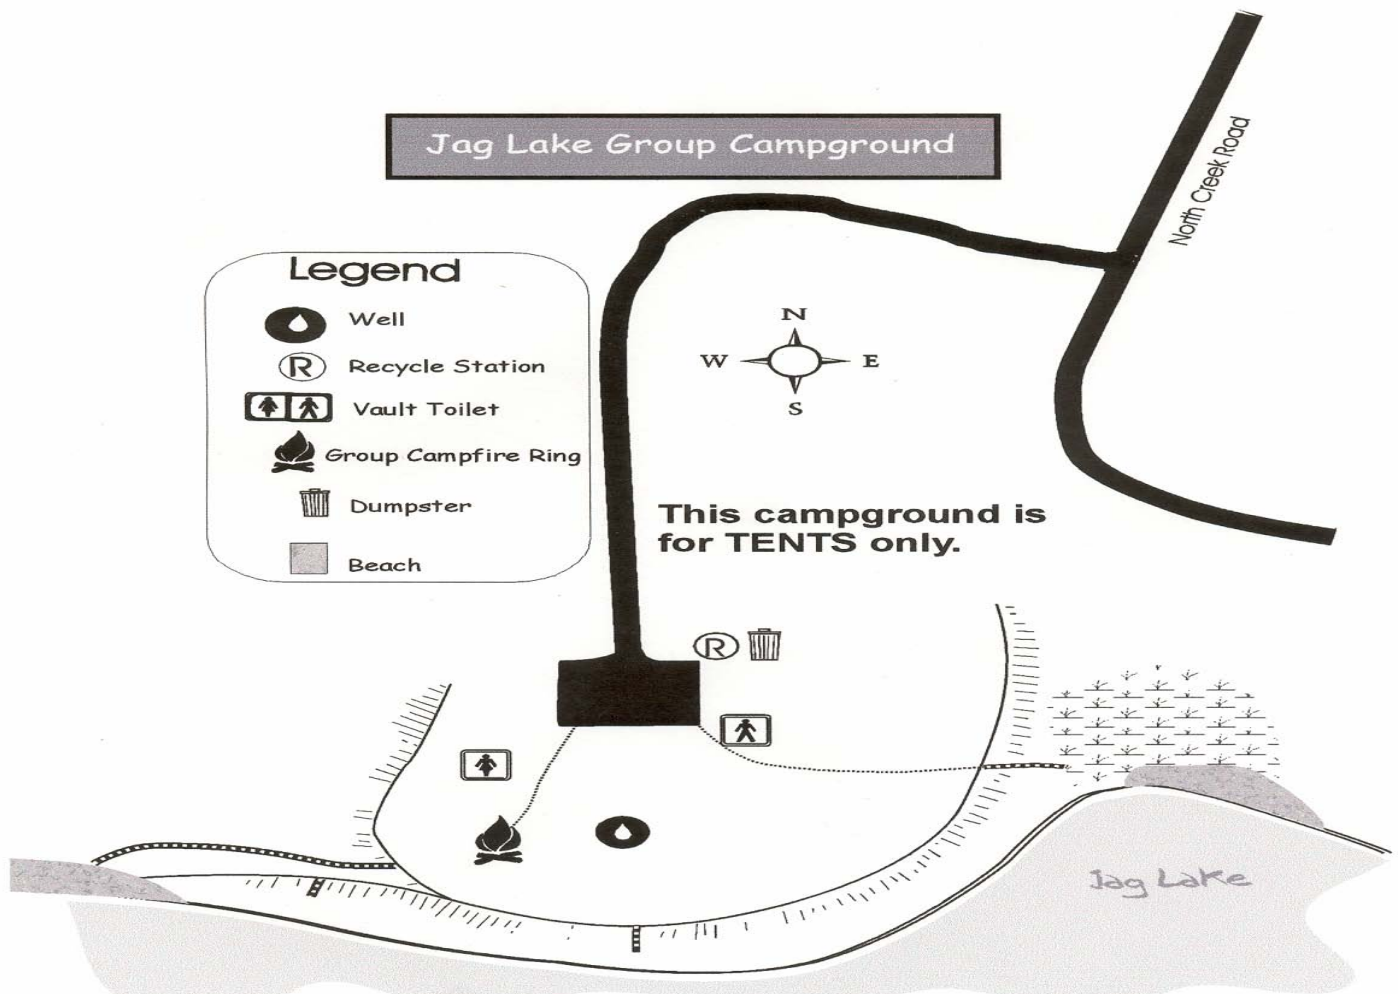 Jag Lake Group Campground
North Creek Road
Legend
Well
R Recycle Station
Vault Toilet
Group Campfire Ring
Dumpster
Beach
N
W E
S
This campground is
for TENTS only.
R
Jag Lake